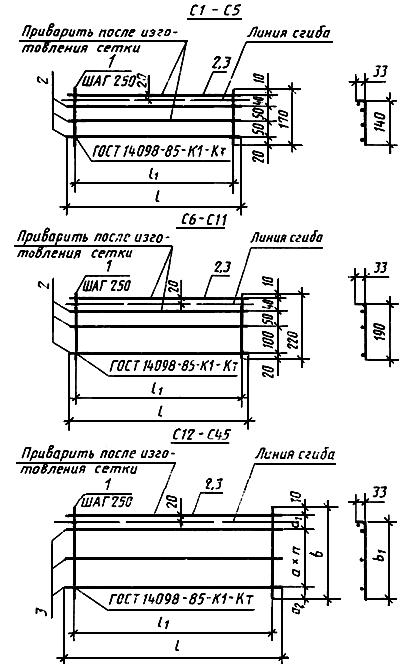 С1 - С5
Приварить после изго-
товления сетки
Линия сгиба
1
ШАГ 250
2,3
2
10
40
50
50
20
170
33
140
ГОСТ 14098-85-К1-Кт
l1
l
С6 - С11
Приварить после изго-
товления сетки
Линия сгиба
1
ШАГ 250
20
2,3
2
10
40
50
100
20
220
33
190
ГОСТ 14098-85-К1-Кт
l1
l
С12 - С45
Приварить после изго-
товления сетки
Линия сгиба
1
ШАГ 250
20
2,3
3
10
a1
a×n
a2
b
33
b1
ГОСТ 14098-85-К1-Кт
l1
l